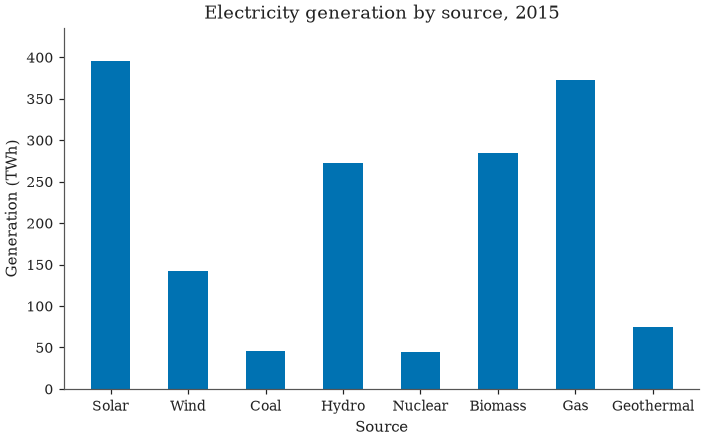 Electricity generation by source, 2015
Generation (TWh)
400
350
300
250
200
150
100
50
0
Solar Wind Coal Hydro Nuclear Biomass Gas Geothermal
Source